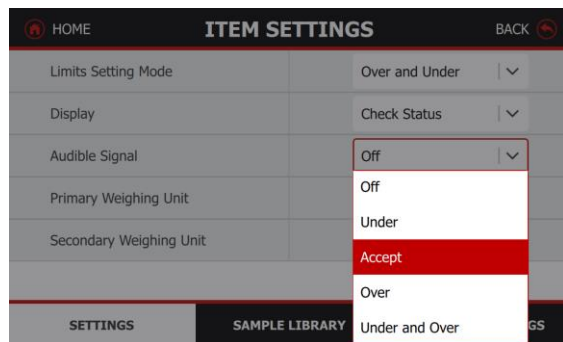 HOME ITEM SETTINGS BACK
Limits Setting Mode Over and Under
Display Check Status
Audible Signal Off
Off
Primary Weighing Unit
Under
Secondary Weighing Unit
Accept
Over
SETTINGS SAMPLE LIBRARY Under and Over GS